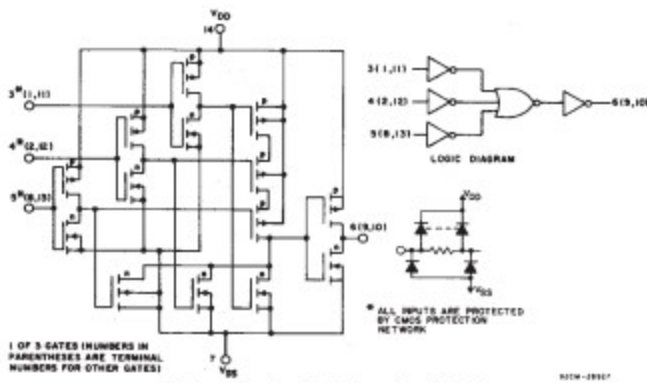 VDD
14
3*(1,11)
4*(2,12)
5*(8,13)
p
p
p
p
p
p
p
n
n
n
n
n
6(9,10)
7
VSS
1 OF 3 GATES (NUMBERS IN
PARENTHESES ARE TERMINAL
NUMBERS FOR OTHER GATES)
3(1,11)
4(2,12)
5(8,13)
6(9,10)
LOGIC DIAGRAM
VDD
VSS
* ALL INPUTS ARE PROTECTED
BY CMOS PROTECTION
NETWORK